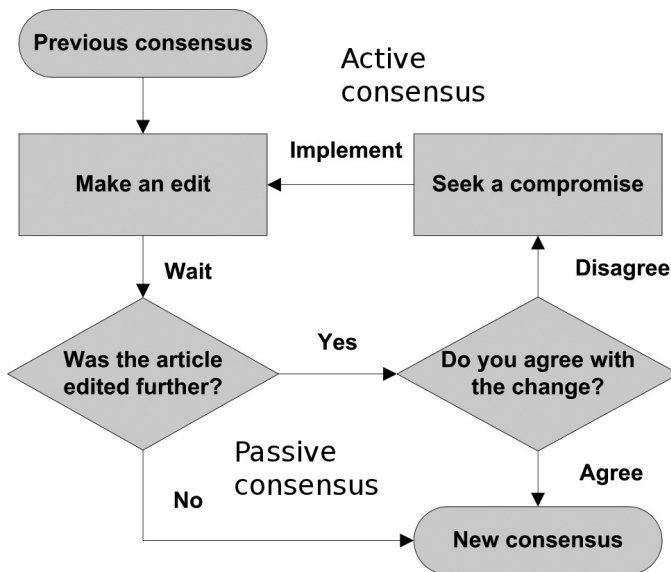 Previous consensus
Active
consensus
Make an edit
Implement
Seek a compromise
Wait
Disagree
Was the article
edited further?
Yes
Do you agree with
the change?
Passive
consensus
No
Agree
New consensus